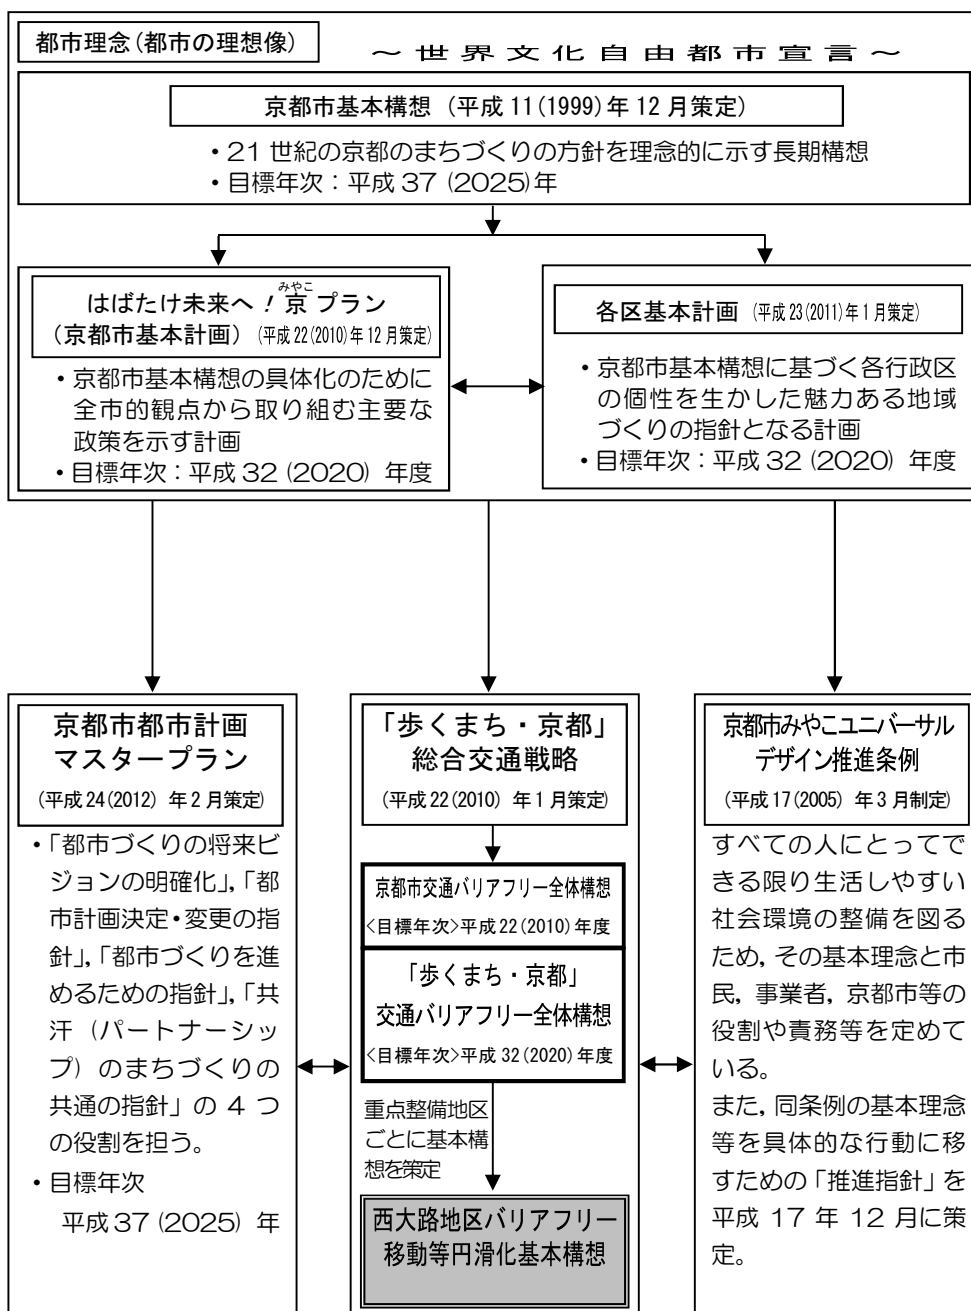 都市理念(都市の理想像)
～世界文化自由都市宣言～
京都市基本構想（平成11(1999)年12月策定）
・21世紀の京都のまちづくりの方針を理念的に示す長期構想
・目標年次：平成37(2025)年
みやこ
はばたけ未来へ！京プラン
（京都市基本計画）（平成22(2010)年12月策定）
・京都市基本構想の具体化のために
全市的観点から取り組む主要な
政策を示す計画
・目標年次：平成32(2020) 年度
各区基本計画（平成23(2011)年1月策定）
・京都市基本構想に基づく各行政区
の個性を生かした魅力ある地域
づくりの指針となる計画
・目標年次：平成32(2020) 年度
京都市都市計画
マスタープラン
（平成24(2012) 年2月策定）
・「都市づくりの将来ビ
ジョンの明確化」，「都
市計画決定・変更の指
針」，「都市づくりを進
めるための指針」，「共
汗（パートナーシッ
プ）のまちづくりの
共通の指針」の4つ
の役割を担う。
・目標年次
平成37(2025) 年
「歩くまち・京都」
総合交通戦略
（平成22(2010) 年1月策定）
京都市交通バリアフリー全体構想
<目標年次>平成22(2010)年度
「歩くまち・京都」
交通バリアフリー全体構想
<目標年次>平成32(2020)年度
重点整備地区
ごとに基本構
想を策定
西大路地区バリアフリー
移動等円滑化基本構想
京都市みやこユニバーサル
デザイン推進条例
（平成17(2005) 年3月制定）
すべての人にとってで
きる限り生活しやすい
社会環境の整備を図る
ため，その基本理念と市
民，事業者，京都市等の
役割や責務等を定めて
いる。
また，同条例の基本理念
等を具体的な行動に移
すための「推進指針」を
平成 17 年 12 月に策
定。